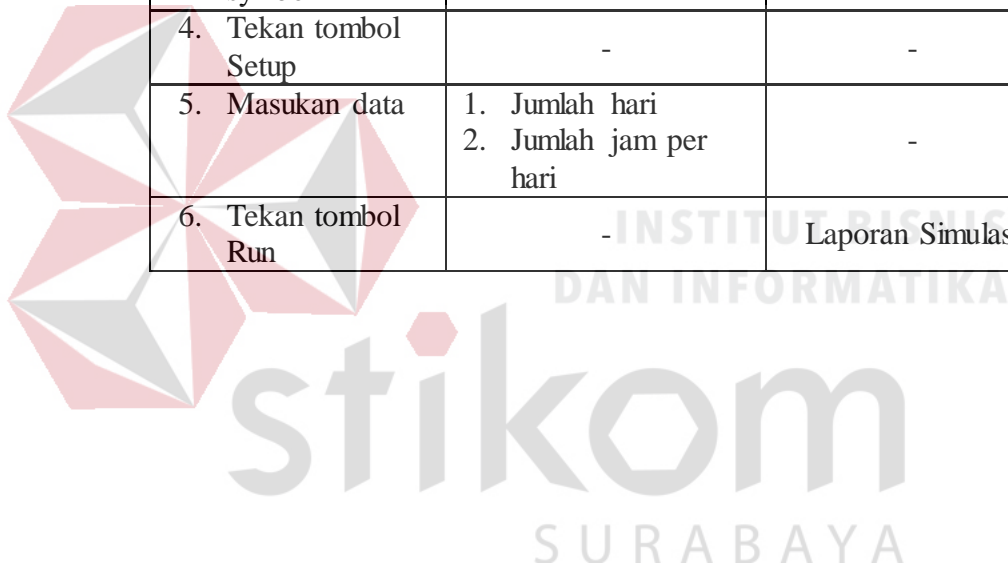 4. Tekan tombol
Setup
-
-
5. Masukan data
1. Jumlah hari
2. Jumlah jam per
hari
-
6. Tekan tombol
Run
-
Laporan Simulas
INSTITUT BISNIS
DAN INFORMATIKA
stikom
SURABAYA